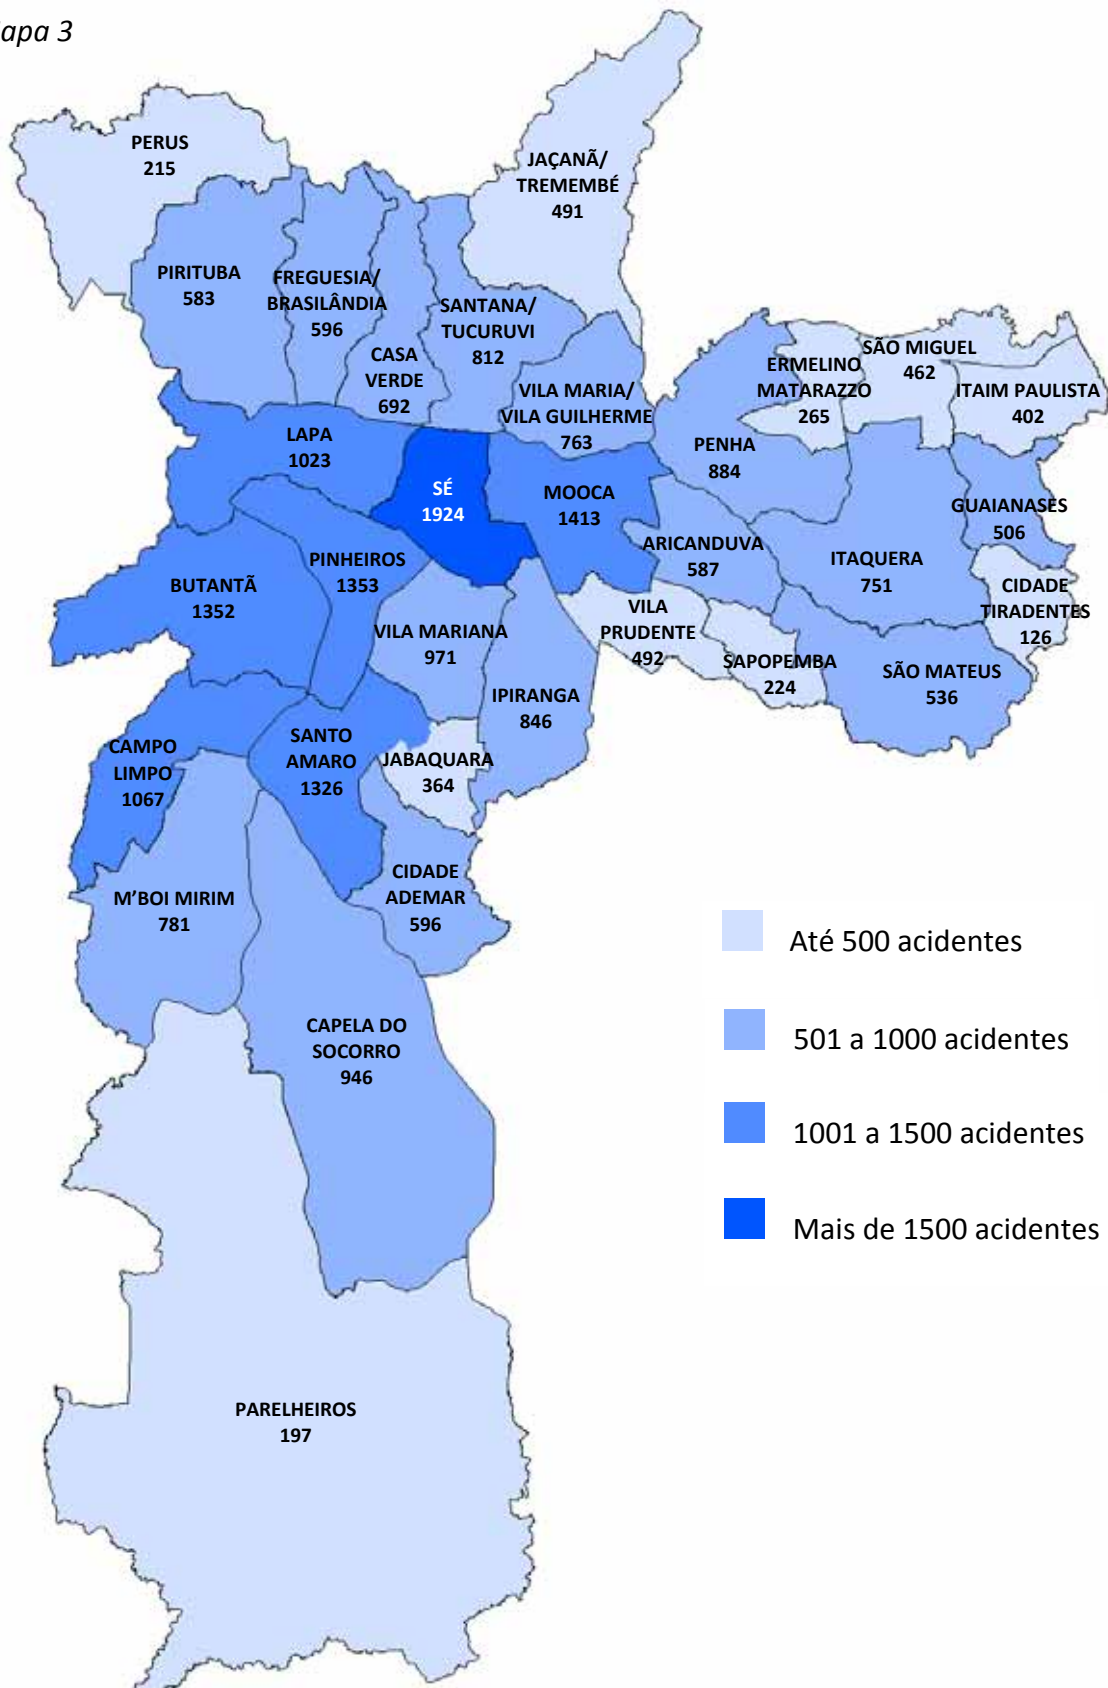 apa 3
PERUS
215
JAÇANÃ/
TREMEMBÉ
491
PIRITUBA
583
FREGUESIA/
BRASILÂNDIA
596
CASA
VERDE
692
SANTANA/
TUCURUVI
812
VILA MARIA/
VILA GUILHERME
763
ERMELINO
MATARAZZO
265
SÃO MIGUEL
462
ITAIM PAULISTA
402
LAPA
1023
SÉ
1924
MOOCA
1413
PENHA
884
GUAIANASES
506
ARICANDUVA
587
ITAQUERA
751
CIDADE
TIRADENTES
126
BUTANTÃ
1352
PINHEIROS
1353
VILA MARIANA
971
IPIRANGA
846
VILA
PRUDENTE
492
SAPOPEMBA
224
SÃO MATEUS
536
CAMPO
LIMPO
1067
SANTO
AMARO
1326
JABAQUARA
364
M'BOI MIRIM
781
CIDADE
ADEMAR
596
CAPELA DO
SOCORRO
946
PARELHEIROS
197
Até 500 acidentes
501 a 1000 acidentes
1001 a 1500 acidentes
Mais de 1500 acidentes